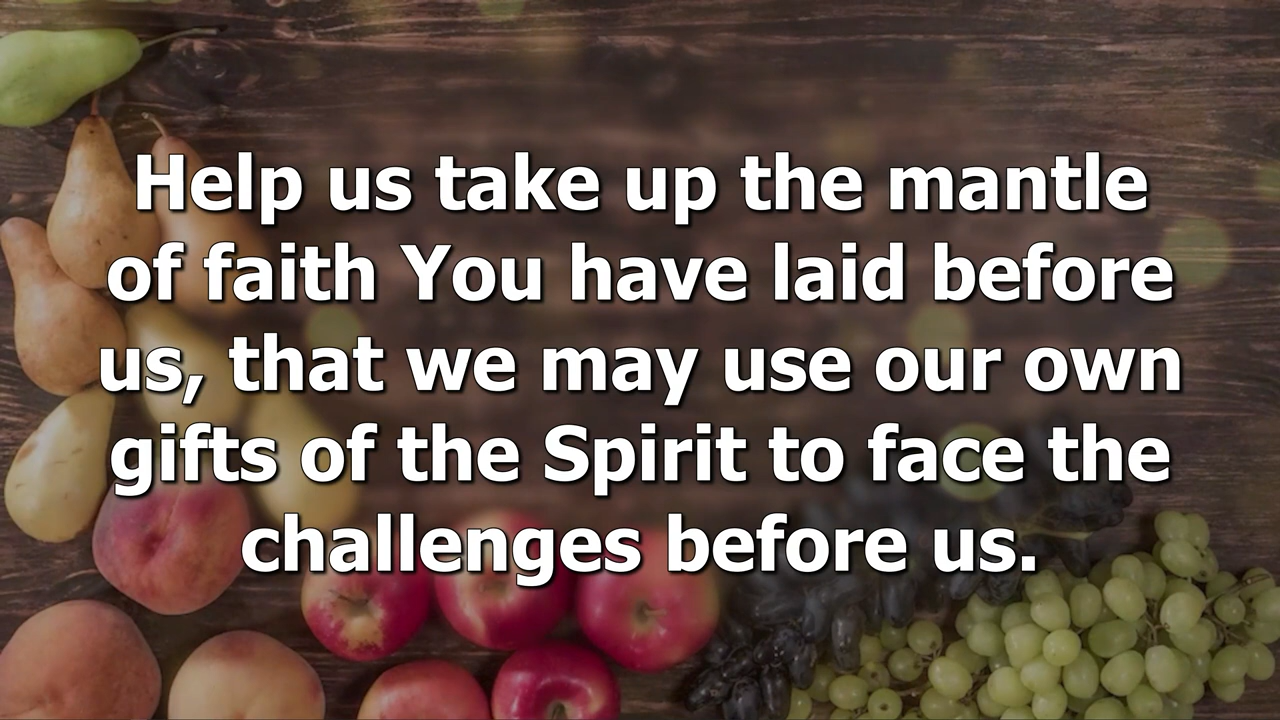 Help us take up the mantle
of faith You have laid before
us, that we may use our own
gifts of the Spirit to face the
challenges before us.